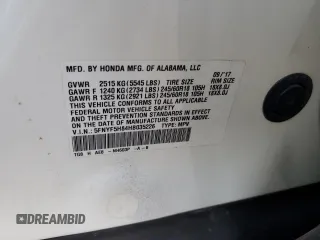 MFD. BY HONDA MFG. OF ALABAMA, LLC
09/17
GVWR 2515 KG(5545 LBS) TIRE SIZE RIM SIZE
GAWR F 1240 KG(2734 LBS)245/60R18 105H 18X8.0J
GAWR R 1325 KG(2921 LBS)245/60R18 105H 18X8.0J
THIS VEHICLE CONFORMS TO ALL APPLICABLE
FEDERAL MOTOR VEHICLE SAFETY AND
THEFT PREVENTION STANDARDS IN EFFECT ON
THE DATE OF MANUFACTURE SHOWN ABOVE.
V.I.N.: TYPE: MPV
AUTOBIDMASTER